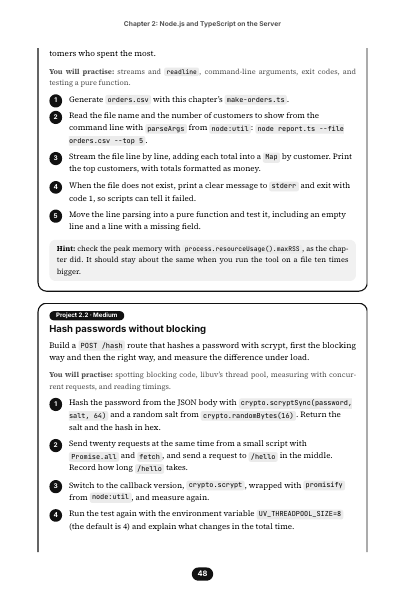 Chapter 2: Node.js and TypeScript on the Server
tomers who spent the most.
You will practise: streams and readline, command-line arguments, exit codes, and
testing a pure function.
1 Generate orders.csv with this chapter's make-orders.ts.
2 Read the file name and the number of customers to show from the
command line with parseArgs from node:util: node report.ts --file
orders.csv --top 5.
3 Stream the file line by line, adding each total into a Map by customer. Print
the top customers, with totals formatted as money.
4 When the file does not exist, print a clear message to stderr and exit with
code 1, so scripts can tell it failed.
5 Move the line parsing into a pure function and test it, including an empty
line and a line with a missing field.
Hint: check the peak memory with process.resourceUsage().maxRSS, as the chap-
ter did. It should stay about the same when you run the tool on a file ten times
bigger.
Project 2.2 · Medium
Hash passwords without blocking
Build a POST /hash route that hashes a password with scrypt, first the blocking
way and then the right way, and measure the difference under load.
You will practise: spotting blocking code, libuv's thread pool, measuring with concur-
rent requests, and reading timings.
1 Hash the password from the JSON body with crypto.scryptSync(password,
salt, 64) and a random salt from crypto.randomBytes(16). Return the
salt and the hash in hex.
2 Send twenty requests at the same time from a small script with
Promise.all and fetch, and send a request to /hello in the middle.
Record how long /hello takes.
3 Switch to the callback version, crypto.scrypt, wrapped with promisify
from node:util, and measure again.
4 Run the test again with the environment variable UV_THREADPOOL_SIZE=8
(the default is 4) and explain what changes in the total time.
48